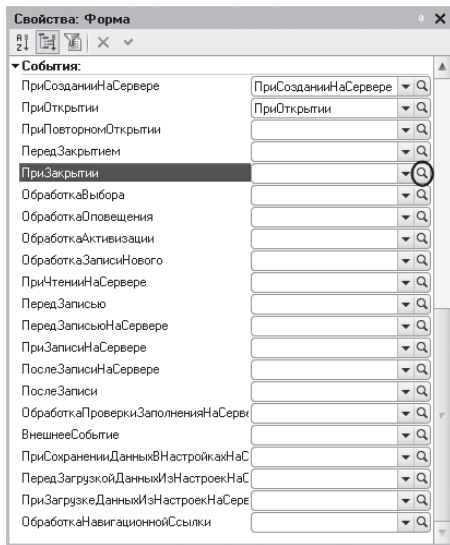 Свойства: Форма
События:
ПриСозданииНаСервере ПриСозданииНаСервере
ПриОткрытии ПриОткрытии
ПриПовторномОткрытии
ПередЗакрытием
ПриЗакрытии
ОбработкаВыбора
ОбработкаОповещения
ОбработкаАктивизации
ОбработкаЗаписиНового
ПриЧтенииНаСервере
ПередЗаписью
ПередЗаписьюНаСервере
ПриЗаписиНаСервере
ПослеЗаписиНаСервере
ПослеЗаписи
ОбработкаПроверкиЗаполненияНаСерве
ВнешнееСобытие
ПриСохраненииДанныхВНастройкахНаС
ПередЗагрузкойДанныхИзНастроекНаС
ПриЗагрузкеДанныхИзНастроекНаСерве
ОбработкаНавигационнойСсылки